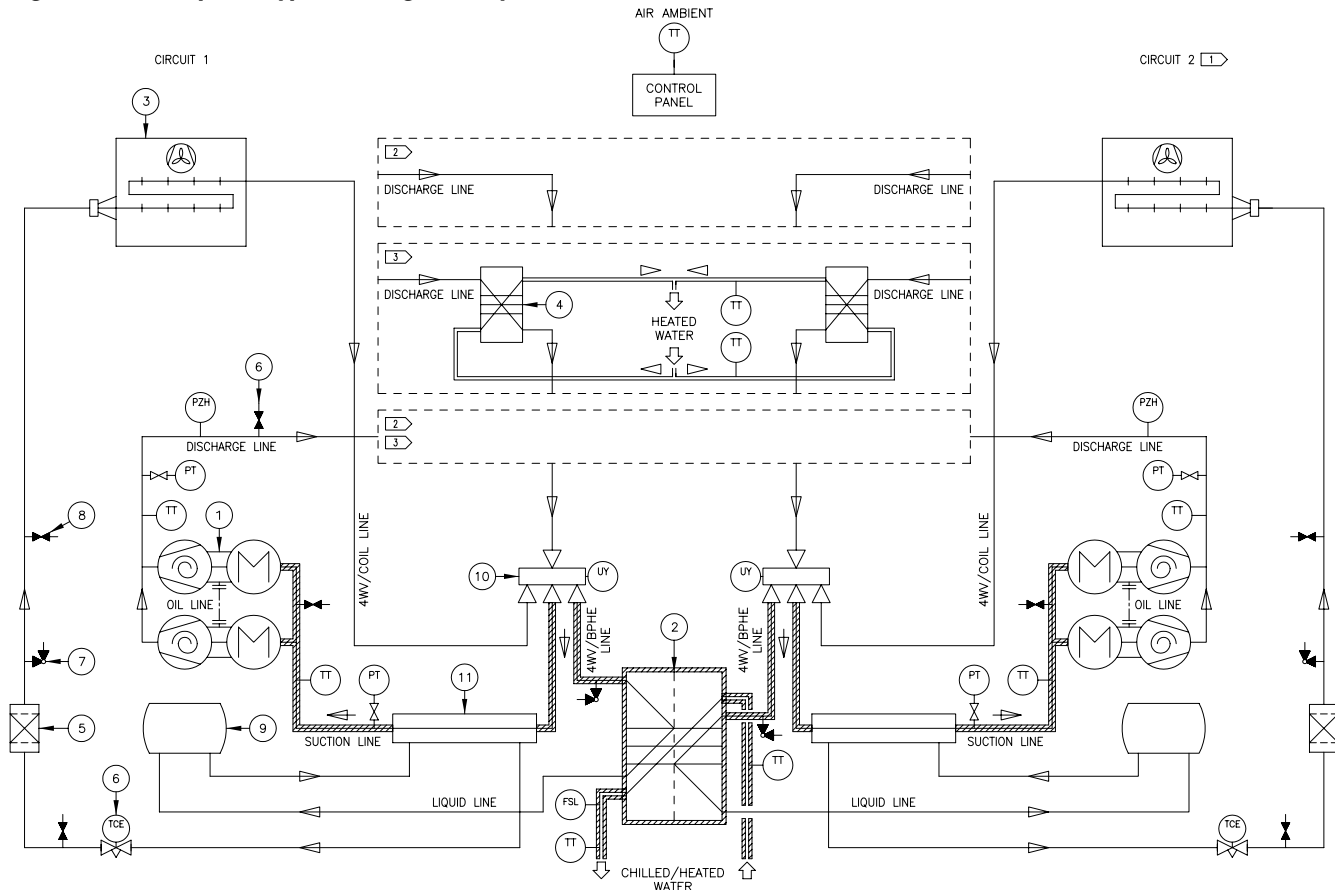 AIR AMBIENT
TT
CIRCUIT 1
CIRCUIT 2 1
CONTROL
PANEL
3
2
DISCHARGE LINE
DISCHARGE LINE
3
DISCHARGE LINE
4
TT
DISCHARGE LINE
HEATED
WATER
TT
6
PZH
DISCHARGE LINE
2
3
PZH
DISCHARGE LINE
PT
PT
TT
TT
8
1
4WV/COIL LINE
4WV/COIL LINE
10
UY
UY
OIL LINE
OIL LINE
4WV/BPHE
LINE
2
4WV/BPHE
LINE
7
TT
PT
11
PT
TT
5
9
SUCTION LINE
SUCTION LINE
TT
LIQUID LINE
LIQUID LINE
6
TCE
FSL
TCE
TT
CHILLED/HEATED
WATER